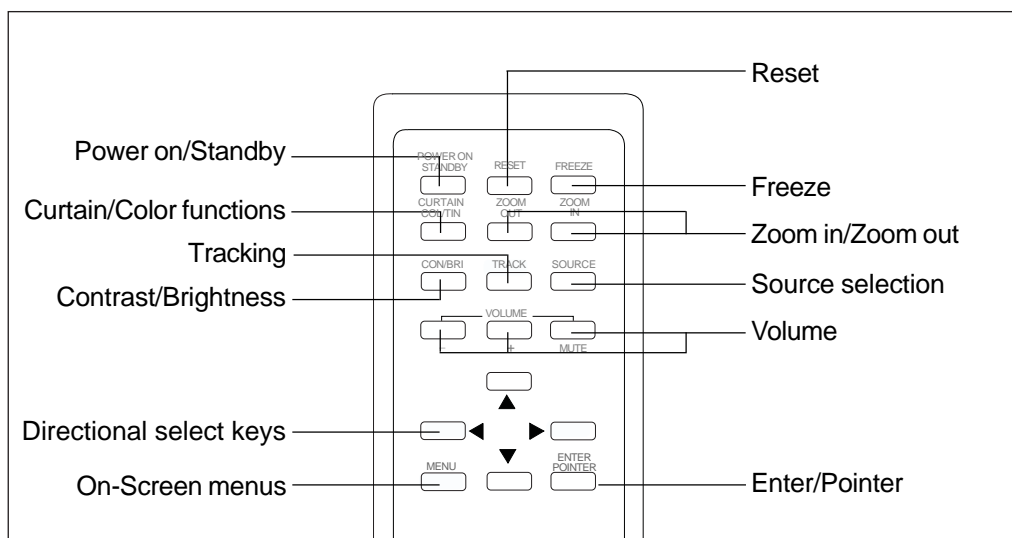 Reset
Power on/Standby
POWER ON
STANDBY
RESET
FREEZE
Freeze
Curtain/Color functions
CURTAIN
COL/TIN
ZOOM
OUT
ZOOM
IN
Zoom in/Zoom out
Tracking
CON/BRI
TRACK
SOURCE
Source selection
Contrast/Brightness
VOLUME
Volume
-
+
MUTE
Directional select keys
MENU
ENTER
POINTER
On-Screen menus
Enter/Pointer